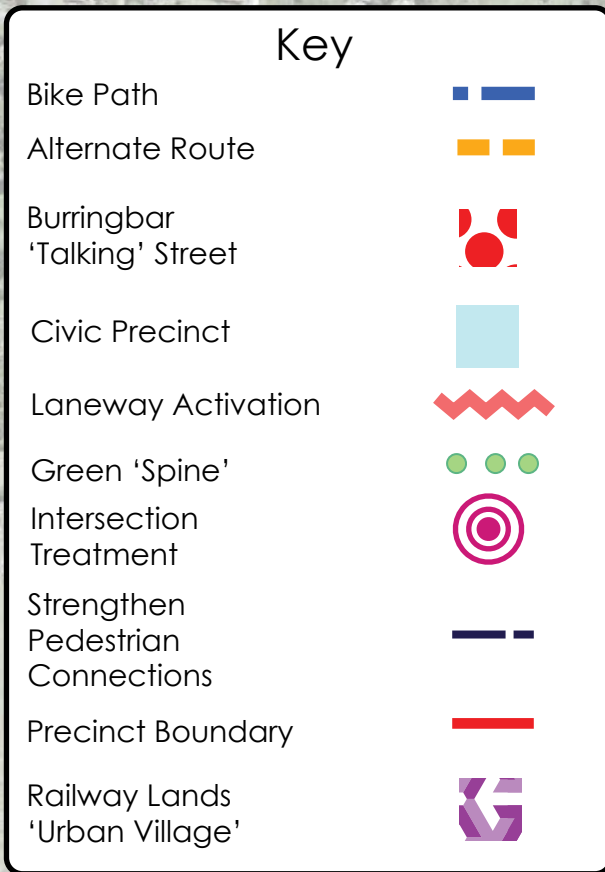 Key
Bike Path
Alternate Route
Burringbar
‘Talking’ Street
Civic Precinct
Laneway Activation
Green ‘Spine’
Intersection
Treatment
Strengthen
Pedestrian
Connections
Precinct Boundary
Railway Lands
‘Urban Village’